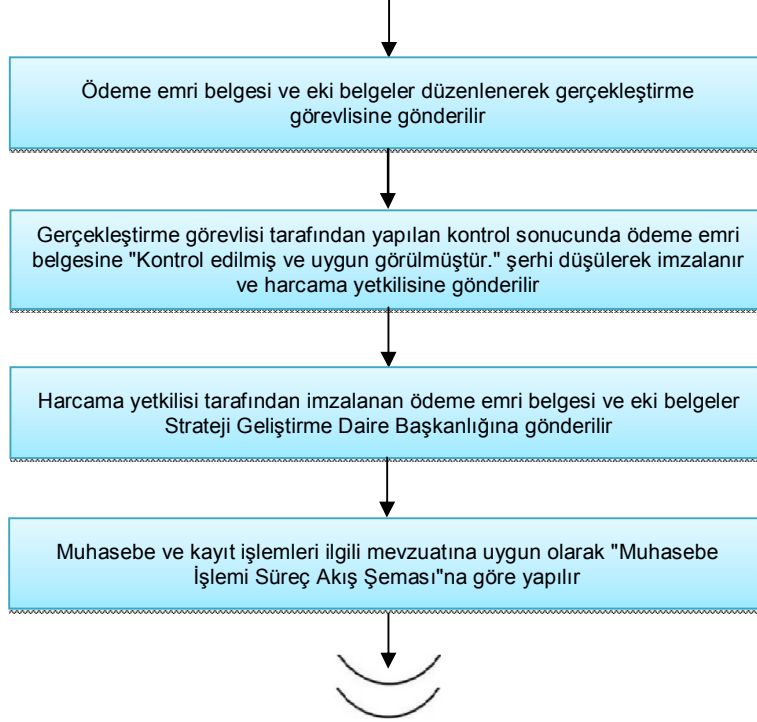 Ödeme emri belgesi ve eki belgeler düzenlenerek gerçekleştirme
görevlisine gönderilir
Gerçekleştirme görevlisi tarafından yapılan kontrol sonucunda ödeme emri
belgesine "Kontrol edilmiş ve uygun görülmüştür." şerhi düşülerek imzalanır
ve harcama yetkilisine gönderilir
Harcama yetkilisi tarafından imzalanan ödeme emri belgesi ve eki belgeler
Strateji Geliştirme Daire Başkanlığına gönderilir
Muhasebe ve kayıt işlemleri ilgili mevzuatına uygun olarak "Muhasebe
İşlemi Süreç Akış Şeması"na göre yapılır